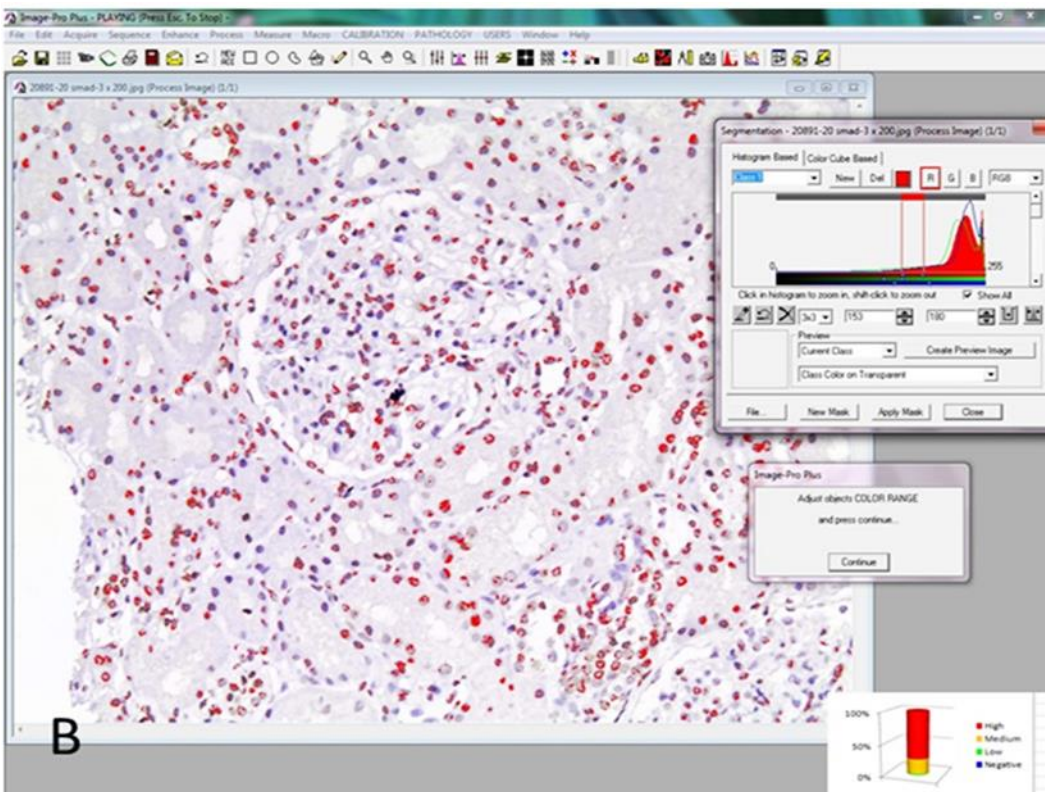 Image-Pro Plus - PLAYING (Press Esc. To Stop) -
File Edit Acquire Sequence Enhance Process Measure Macro CALIBRATION PATHOLOGY USERS Window Help
20891-20 smad-3 x 200.jpg (Process Image) (1/1)
Segmentation - 20891-20 smad-3 x 200.jpg (Process Image) (1/1)
Histogram Based Color Cube Based
Class 1 New Del R G B RGB
0 255
Click in histogram to zoom in, shift-click to zoom out Show All
3x3 153 180
Preview
Current Class Create Preview Image
Class Color on Transparent
File... New Mask Apply Mask Close
Image-Pro Plus
Adjust objects COLOR RANGE
and press continue...
Continue
B
100%
50%
0%
High
Medium
Low
Negative